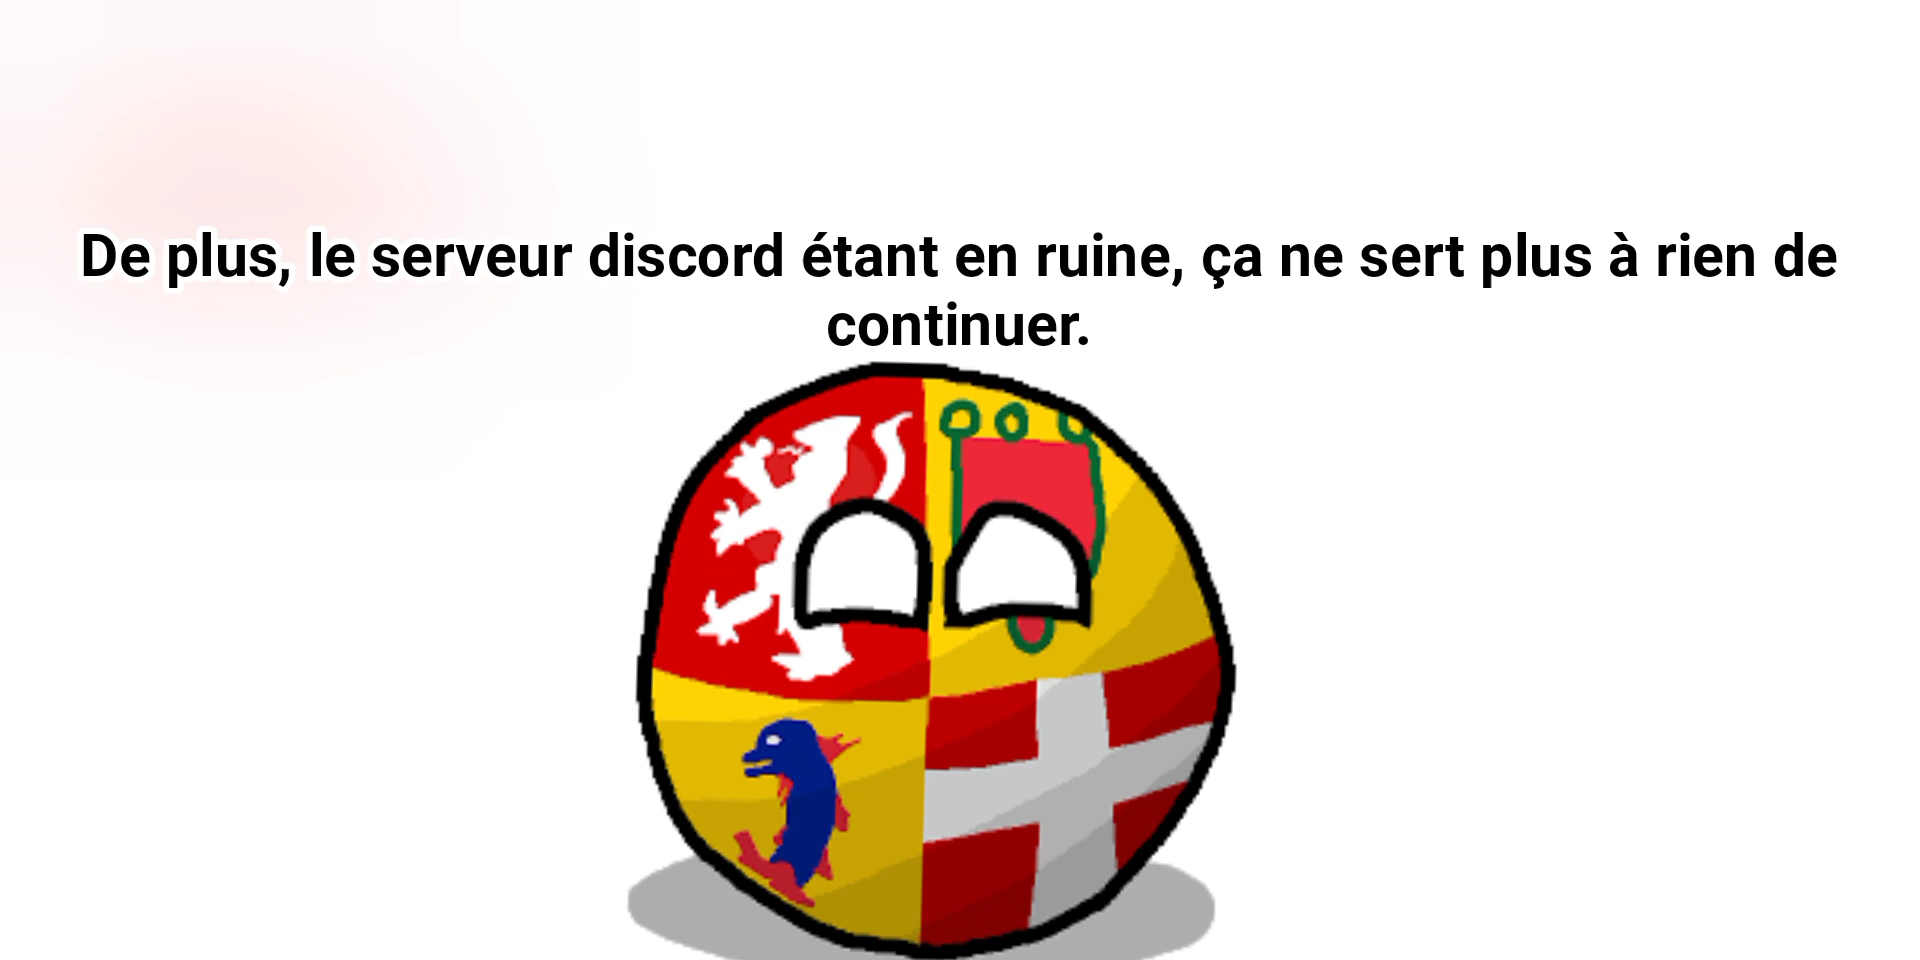 De plus, le serveur discord étant en ruine, ça ne sert plus à rien de
continuer.